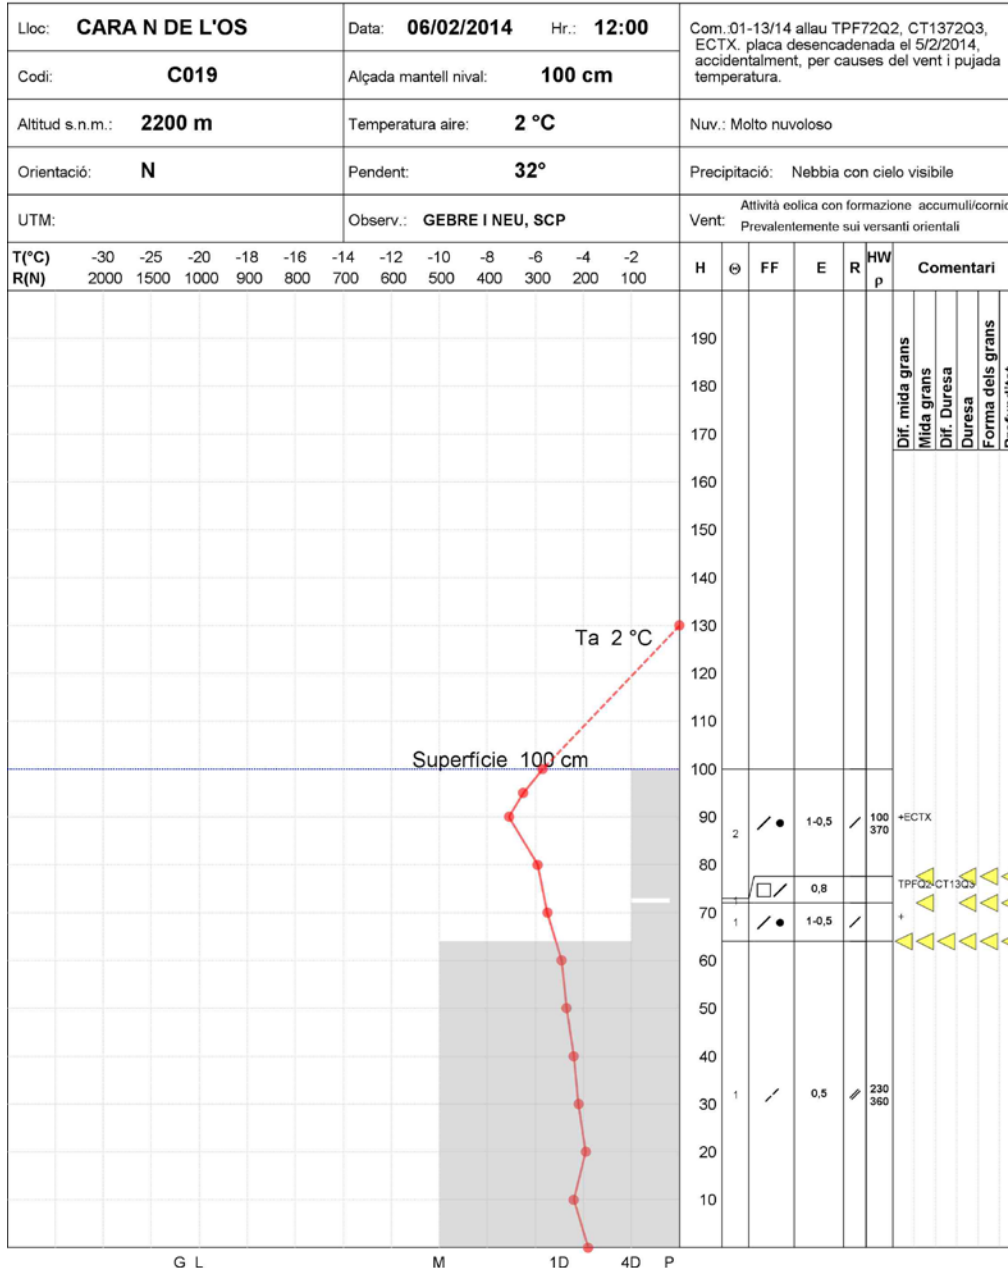 Lloc: CARA N DE L'OS
Data: 06/02/2014 Hr.: 12:00
Com.:01-13/14 allau TPF72Q2, CT1372Q3,
ECTX. placa desencadenada el 5/2/2014,
accidentalment, per causes del vent i pujada
temperatura.
Codi: C019
Alçada mantell nival: 100 cm
Altitud s.n.m.: 2200 m
Temperatura aire: 2 °C
Nuv.: Molto nuvoloso
Orientació: N
Pendent: 32°
Precipitació: Nebbia con cielo visibile
UTM:
Observ.: GEBRE I NEU, SCP
Vent: Attività eolica con formazione accumuli/cornic
Prevalentemente sui versanti orientali
T(°C) -30 -25 -20 -18 -16 -14 -12 -10 -8 -6 -4 -2
R(N) 2000 1500 1000 900 800 700 600 500 400 300 200 100
H Θ FF E R HW ρ Comentari
Dif. mida grans
Mida grans
Dif. Duresa
Duresa
Forma dels grans
190
180
170
160
150
140
130
Ta 2 °C
120
110
Superfície 100 cm
100
90
2 1-0,5 100 370 +ECTX
80
0,8 TPFQ2-CT13Q3
1
70
1 1-0,5 +
60
50
40
30
1 0,5 230 360
20
10
G L M 1D 4D P